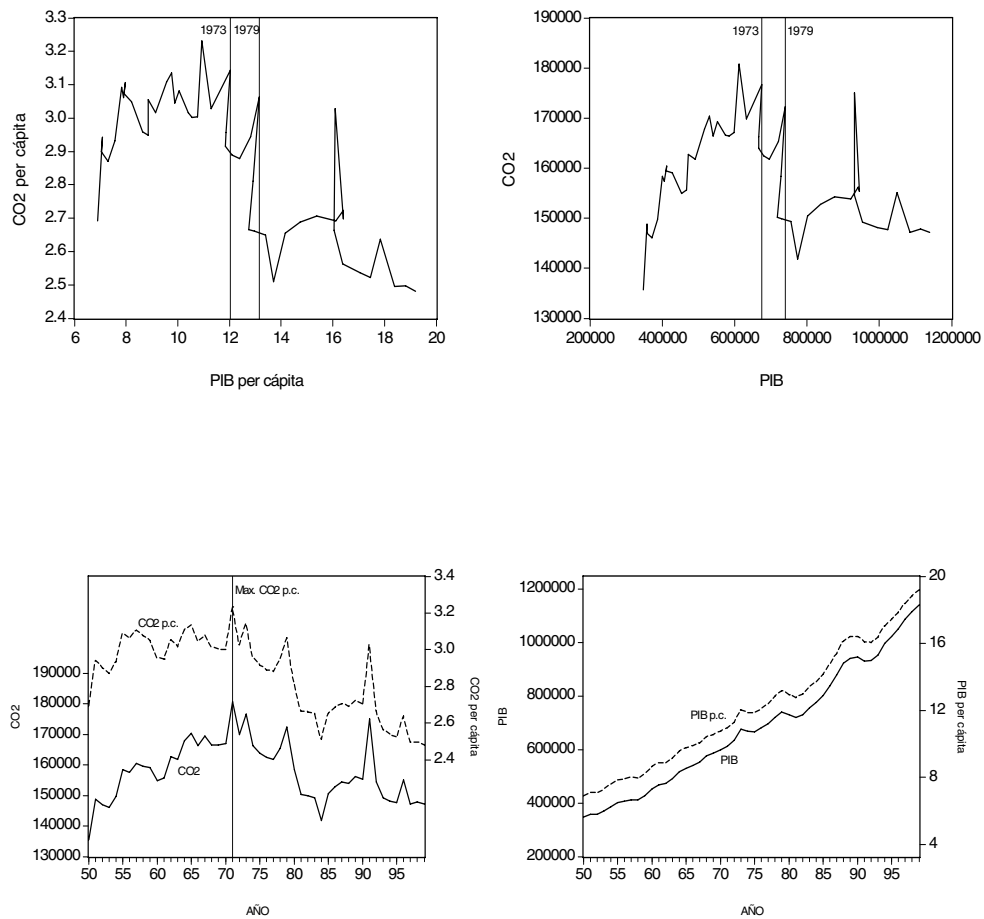 3.3
3.2
3.1
3.0
2.9
2.8
2.7
2.6
2.5
2.4
CO2 per cápita
1973 1979
6 8 10 12 14 16 18 20
PIB per cápita
190000
180000
170000
160000
150000
140000
130000
CO2
1973 1979
200000 400000 600000 800000 1000000 1200000
PIB
190000
180000
170000
160000
150000
140000
130000
CO2
CO2 p.c.
Max. CO2 p.c.
CO2
3.4
3.2
3.0
2.8
2.6
2.4
CO2 per cápita
50 55 60 65 70 75 80 85 90 95
AÑO
1200000
1000000
800000
600000
400000
200000
PIB
PIB p.c.
PIB
20
16
12
8
4
PIB per cápita
50 55 60 65 70 75 80 85 90 95
AÑO